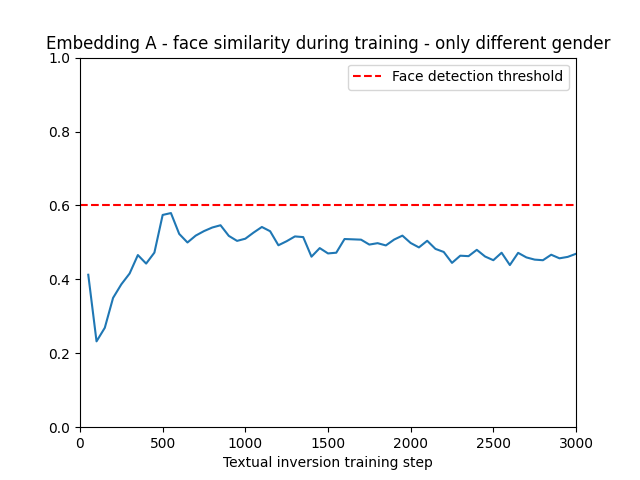 Embedding A - face similarity during training - only different gender
1.0
Face detection threshold
0.8
0.6
0.4
0.2
0.0
0 500 1000 1500 2000 2500 3000
Textual inversion training step